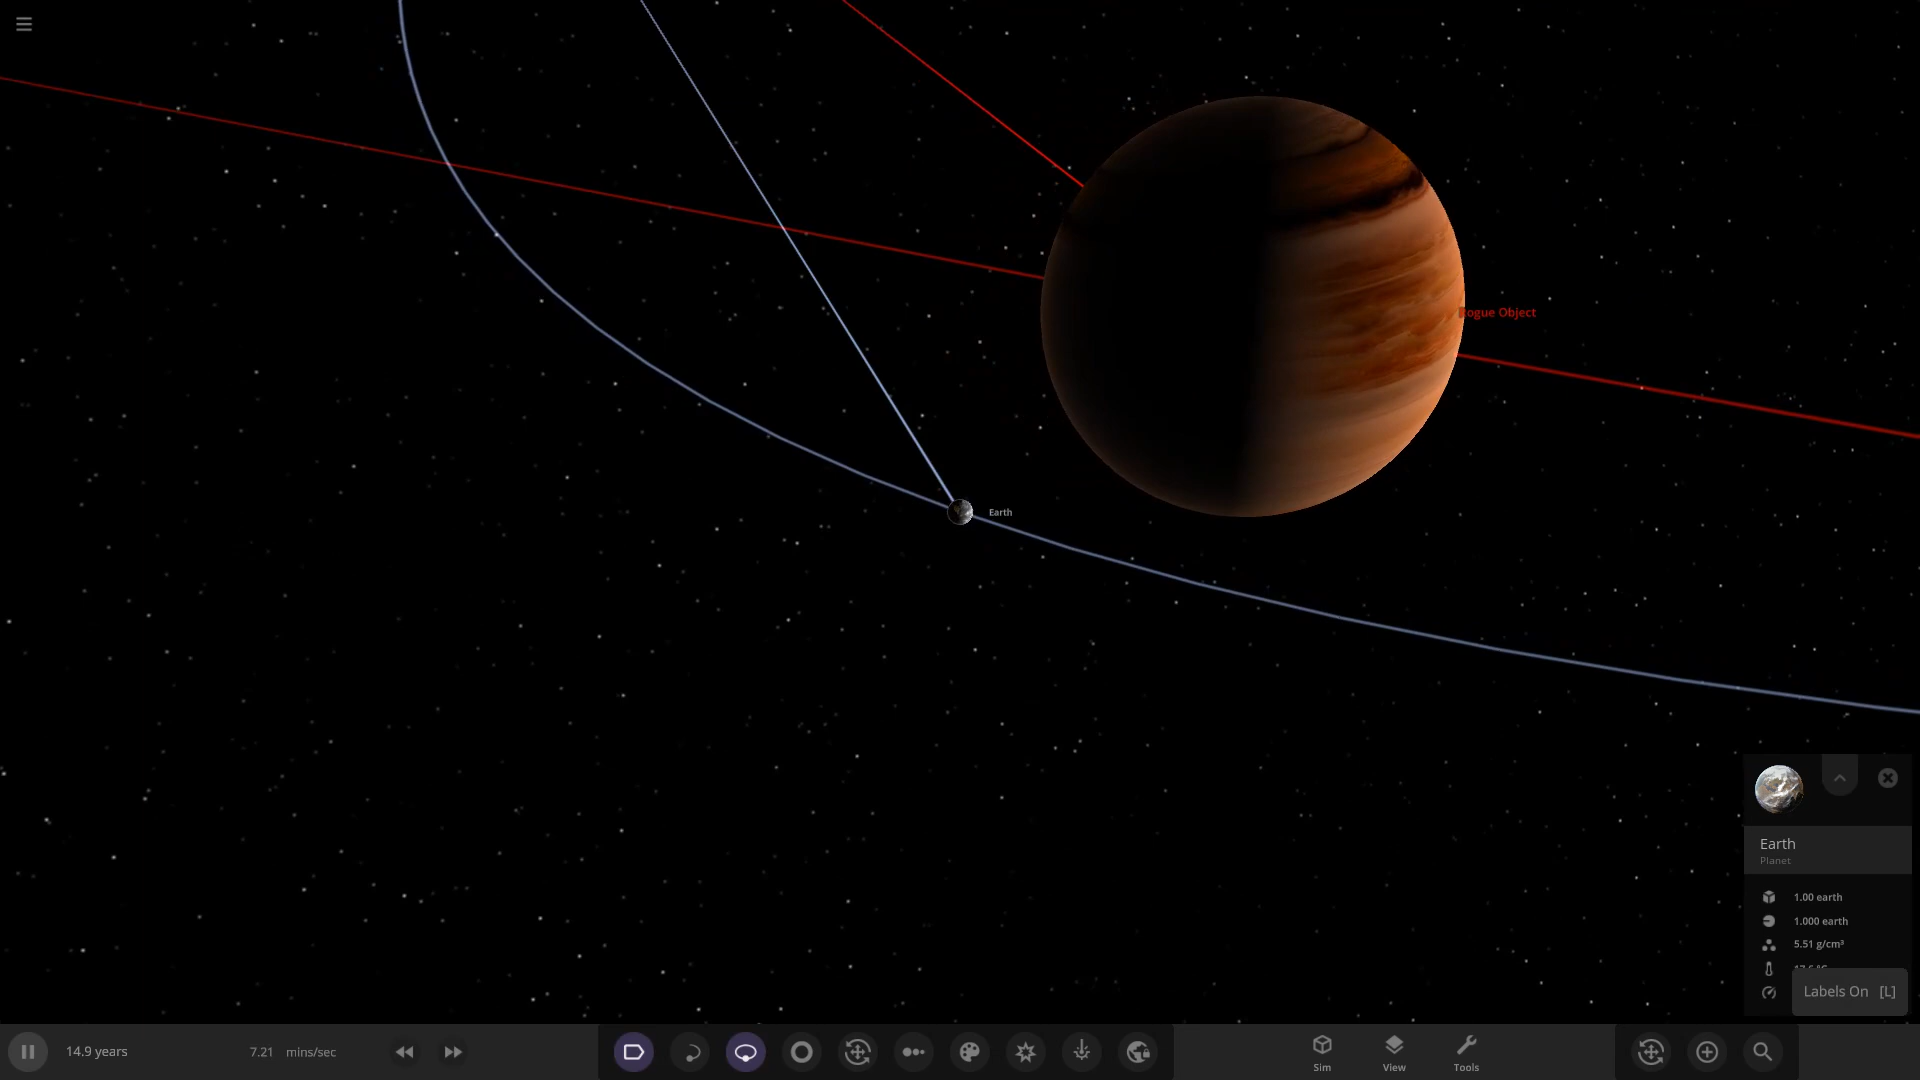 Rogue Object
Earth
Earth
Planet
1.00 earth
1.000 earth
5.51 g/cm³
Labels On [L]
14.9 years
7.21 mins/sec
Sim
View
Tools